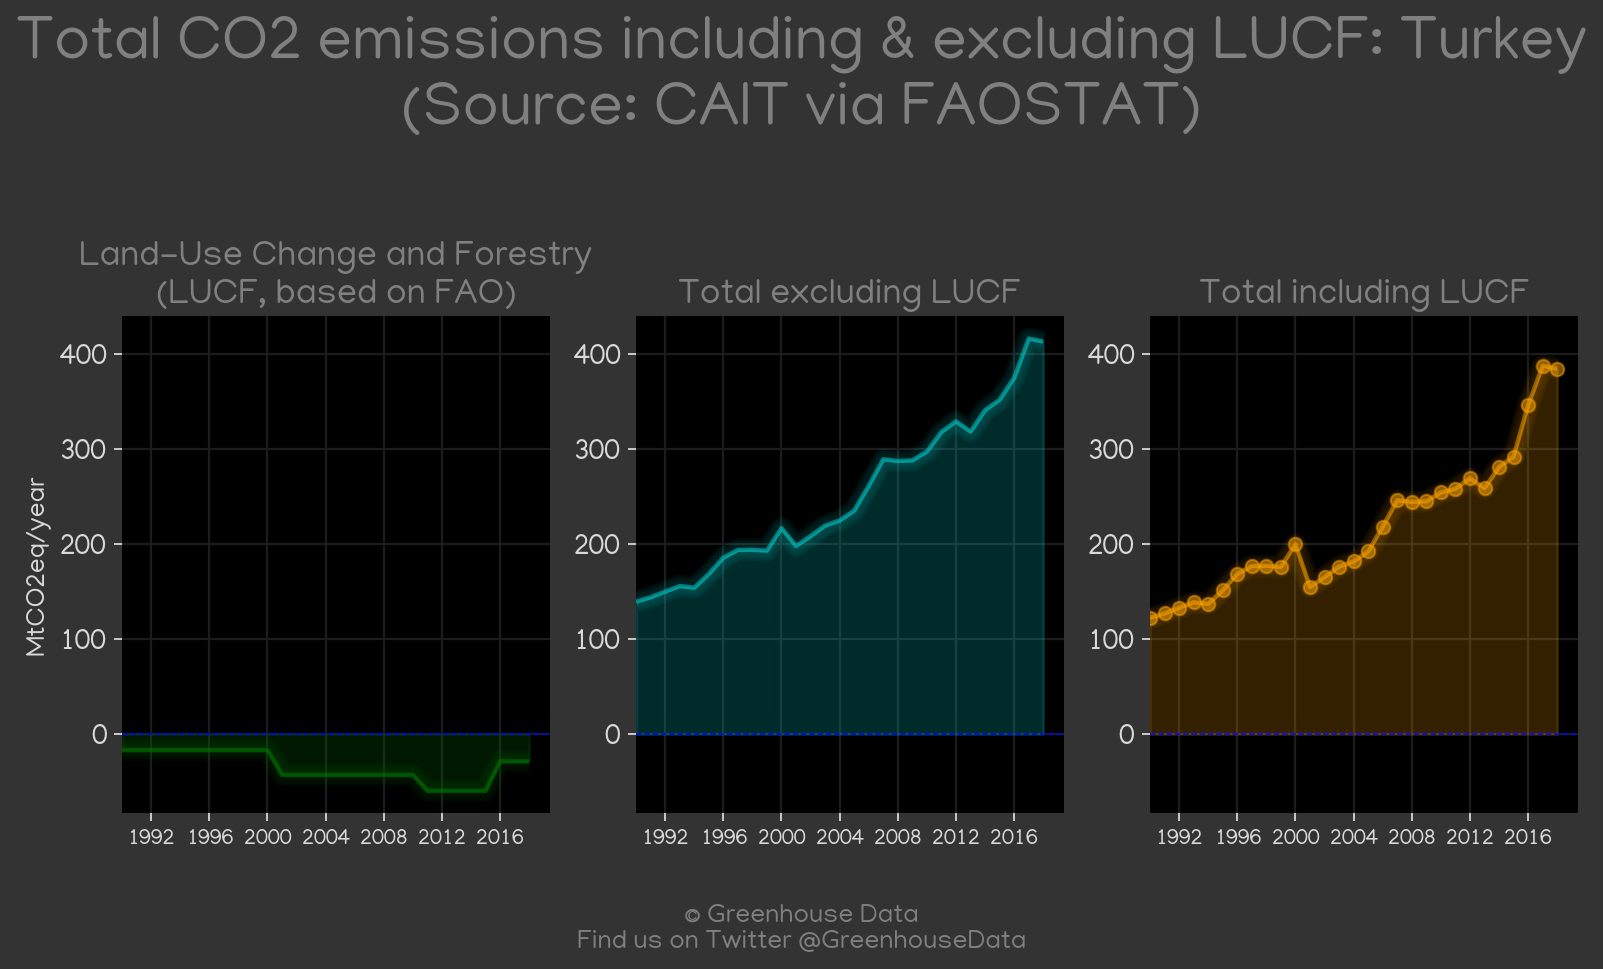 Total CO2 emissions including & excluding LUCF: Turkey
(Source: CAIT via FAOSTAT)
Land-Use Change and Forestry
(LUCF, based on FAO)
MtCO2eq/year
400
300
200
100
0
1992 1996 2000 2004 2008 2012 2016
Total excluding LUCF
400
300
200
100
0
1992 1996 2000 2004 2008 2012 2016
Total including LUCF
400
300
200
100
0
1992 1996 2000 2004 2008 2012 2016
© Greenhouse Data
Find us on Twitter @GreenhouseData